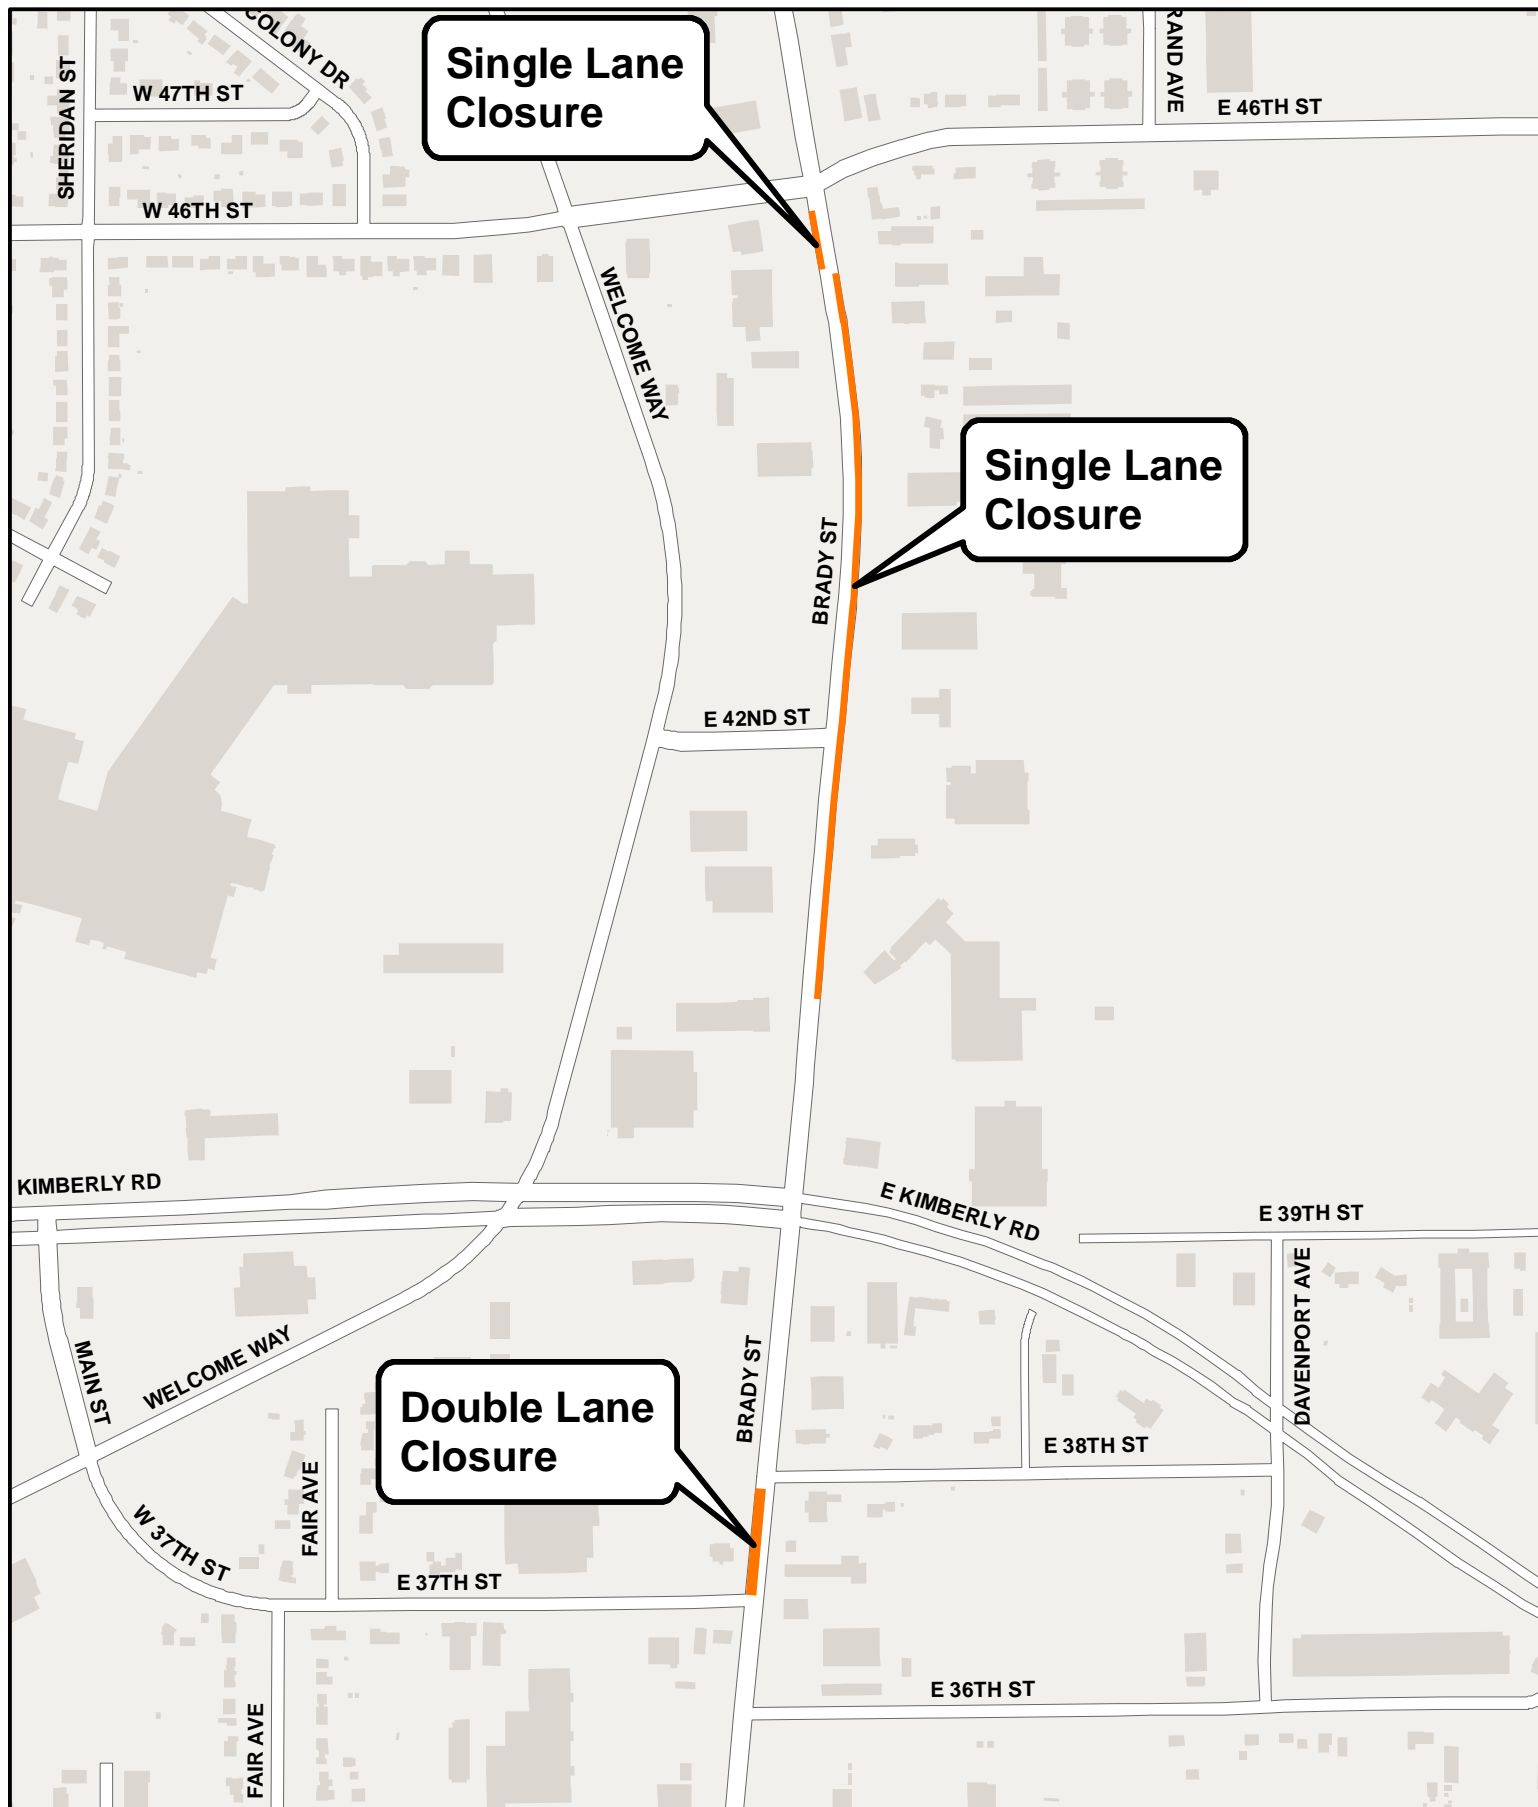 COLONY DR
SHERIDAN ST
W 47TH ST
Single Lane
Closure
RAND AVE
E 46TH ST
W 46TH ST
WELCOME WAY
Single Lane
Closure
BRADY ST
E 42ND ST
KIMBERLY RD
E KIMBERLY RD
E 39TH ST
DAVENPORT AVE
MAIN ST
WELCOME WAY
BRADY ST
Double Lane
Closure
E 38TH ST
FAIR AVE
W 37TH ST
E 37TH ST
E 36TH ST
FAIR AVE